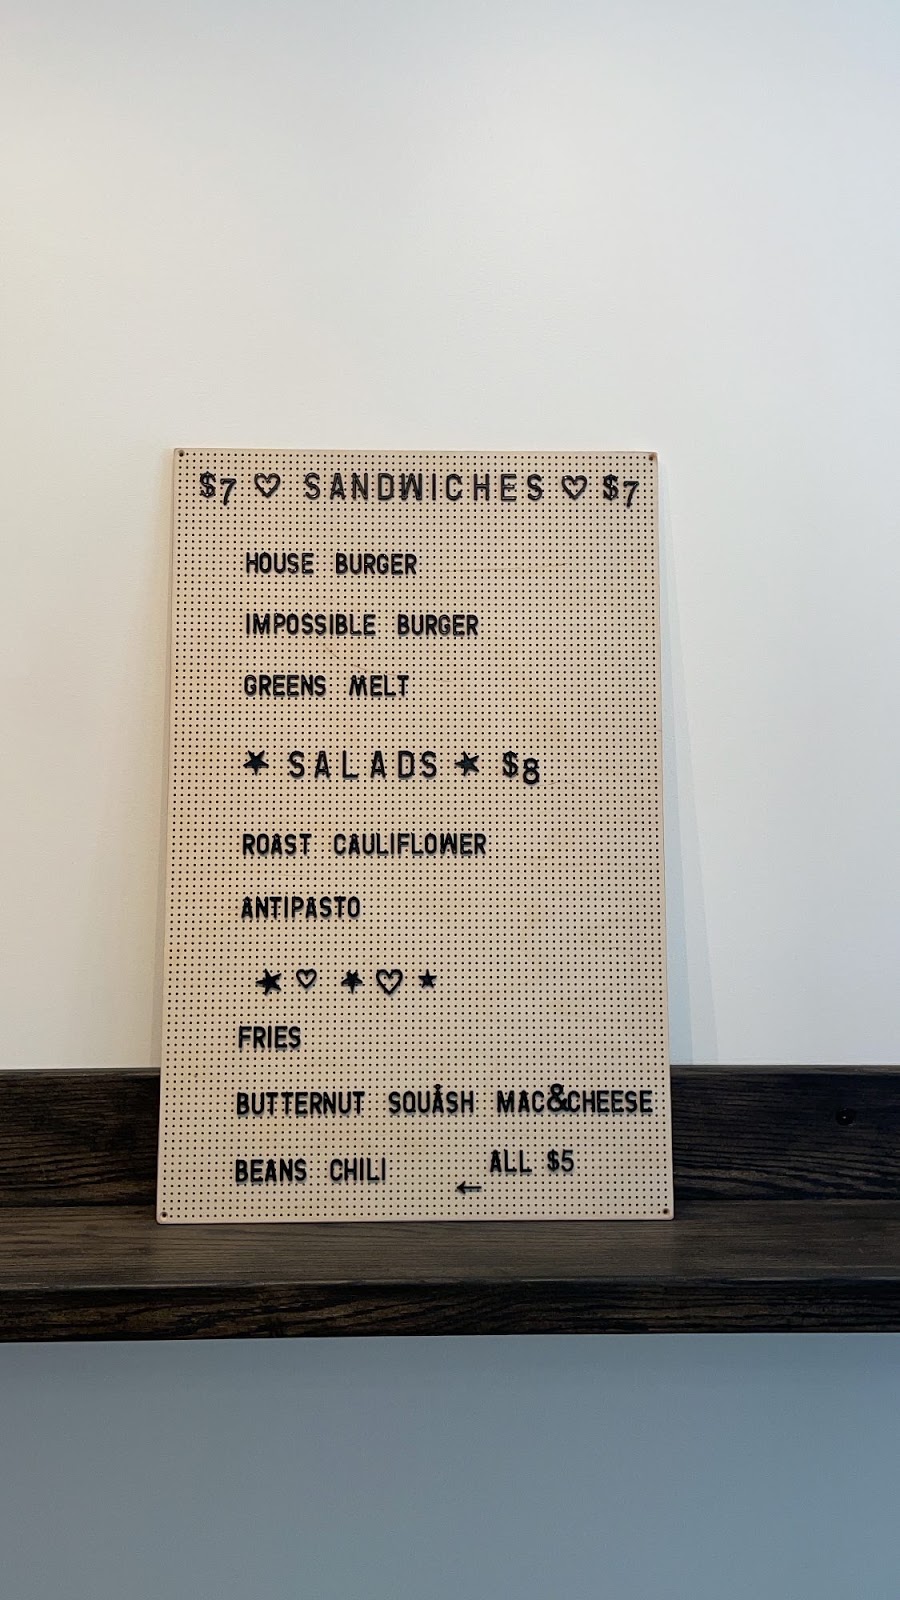 $7 ♡ SANDWICHES ♡ $7
HOUSE BURGER
IMPOSSIBLE BURGER
GREENS MELT
★ SALADS ★ $8
ROAST CAULIFLOWER
ANTIPASTO
★ ♡ ★ ♡ ★
FRIES
BUTTERNUT SQUASH MAC&CHEESE
BEANS CHILI ← ALL $5